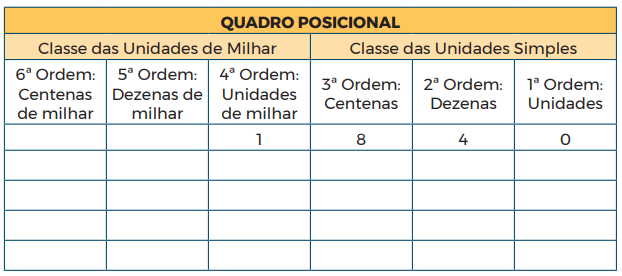 QUADRO POSICIONAL
Classe das Unidades de Milhar
Classe das Unidades Simples
6ª Ordem:
Centenas
de milhar
5ª Ordem:
Dezenas de
milhar
4ª Ordem:
Unidades
de milhar
3ª Ordem:
Centenas
2ª Ordem:
Dezenas
1ª Ordem:
Unidades
1 8 4 0